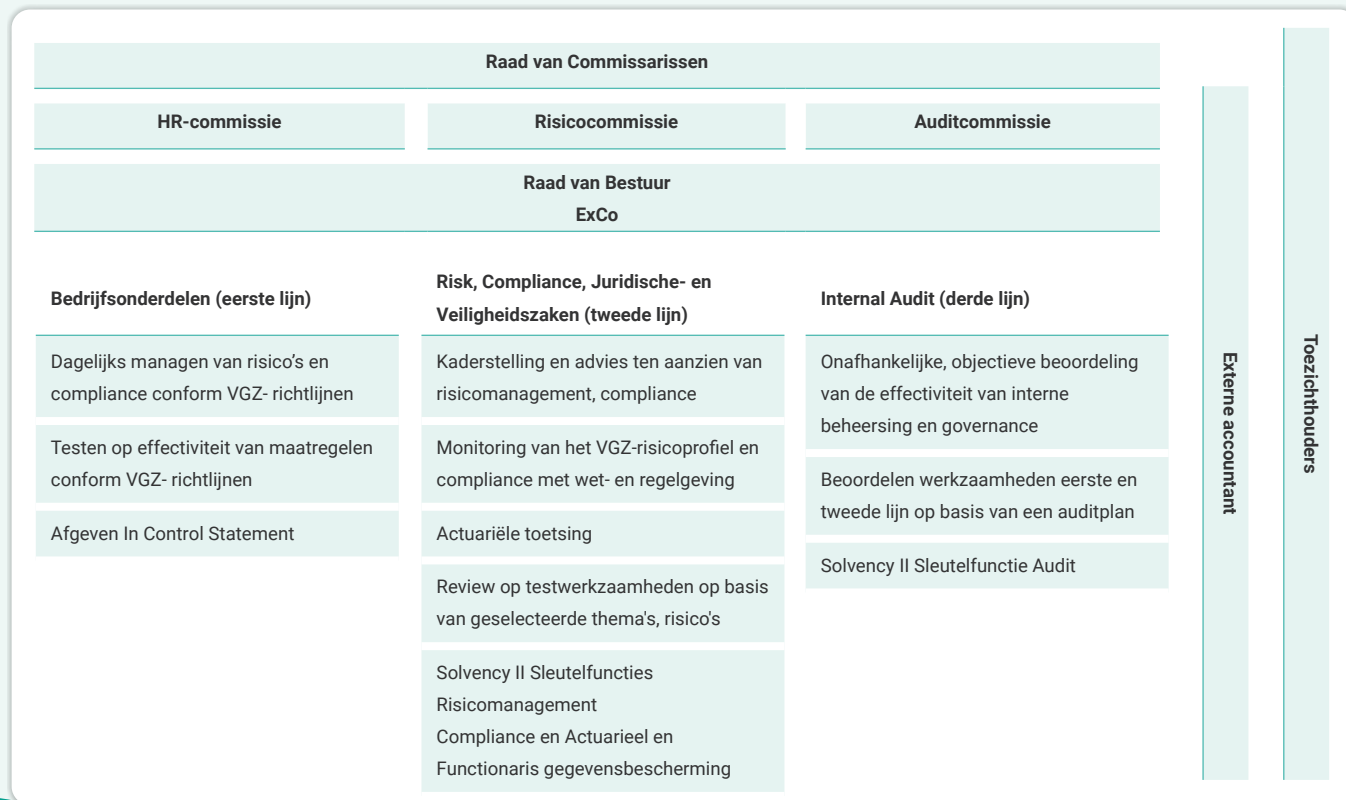 Raad van Commissarissen
HR-commissie
Risicocommissie
Auditcommissie
Raad van Bestuur
ExCo
Bedrijfsonderdelen (eerste lijn)
Dagelijks managen van risico’s en
compliance conform VGZ- richtlijnen
Testen op effectiviteit van maatregelen
conform VGZ- richtlijnen
Afgeven In Control Statement
Risk, Compliance, Juridische- en
Veiligheidszaken (tweede lijn)
Kaderstelling en advies ten aanzien van
risicomanagement, compliance
Monitoring van het VGZ-risicoprofiel en
compliance met wet- en regelgeving
Actuariële toetsing
Review op testwerkzaamheden op basis
van geselecteerde thema's, risico's
Solvency II Sleutelfuncties
Risicomanagement
Compliance en Actuarieel en
Functionaris gegevensbescherming
Internal Audit (derde lijn)
Onafhankelijke, objectieve beoordeling
van de effectiviteit van interne
beheersing en governance
Beoordelen werkzaamheden eerste en
tweede lijn op basis van een auditplan
Solvency II Sleutelfunctie Audit
Externe accountant
Toezichthouders